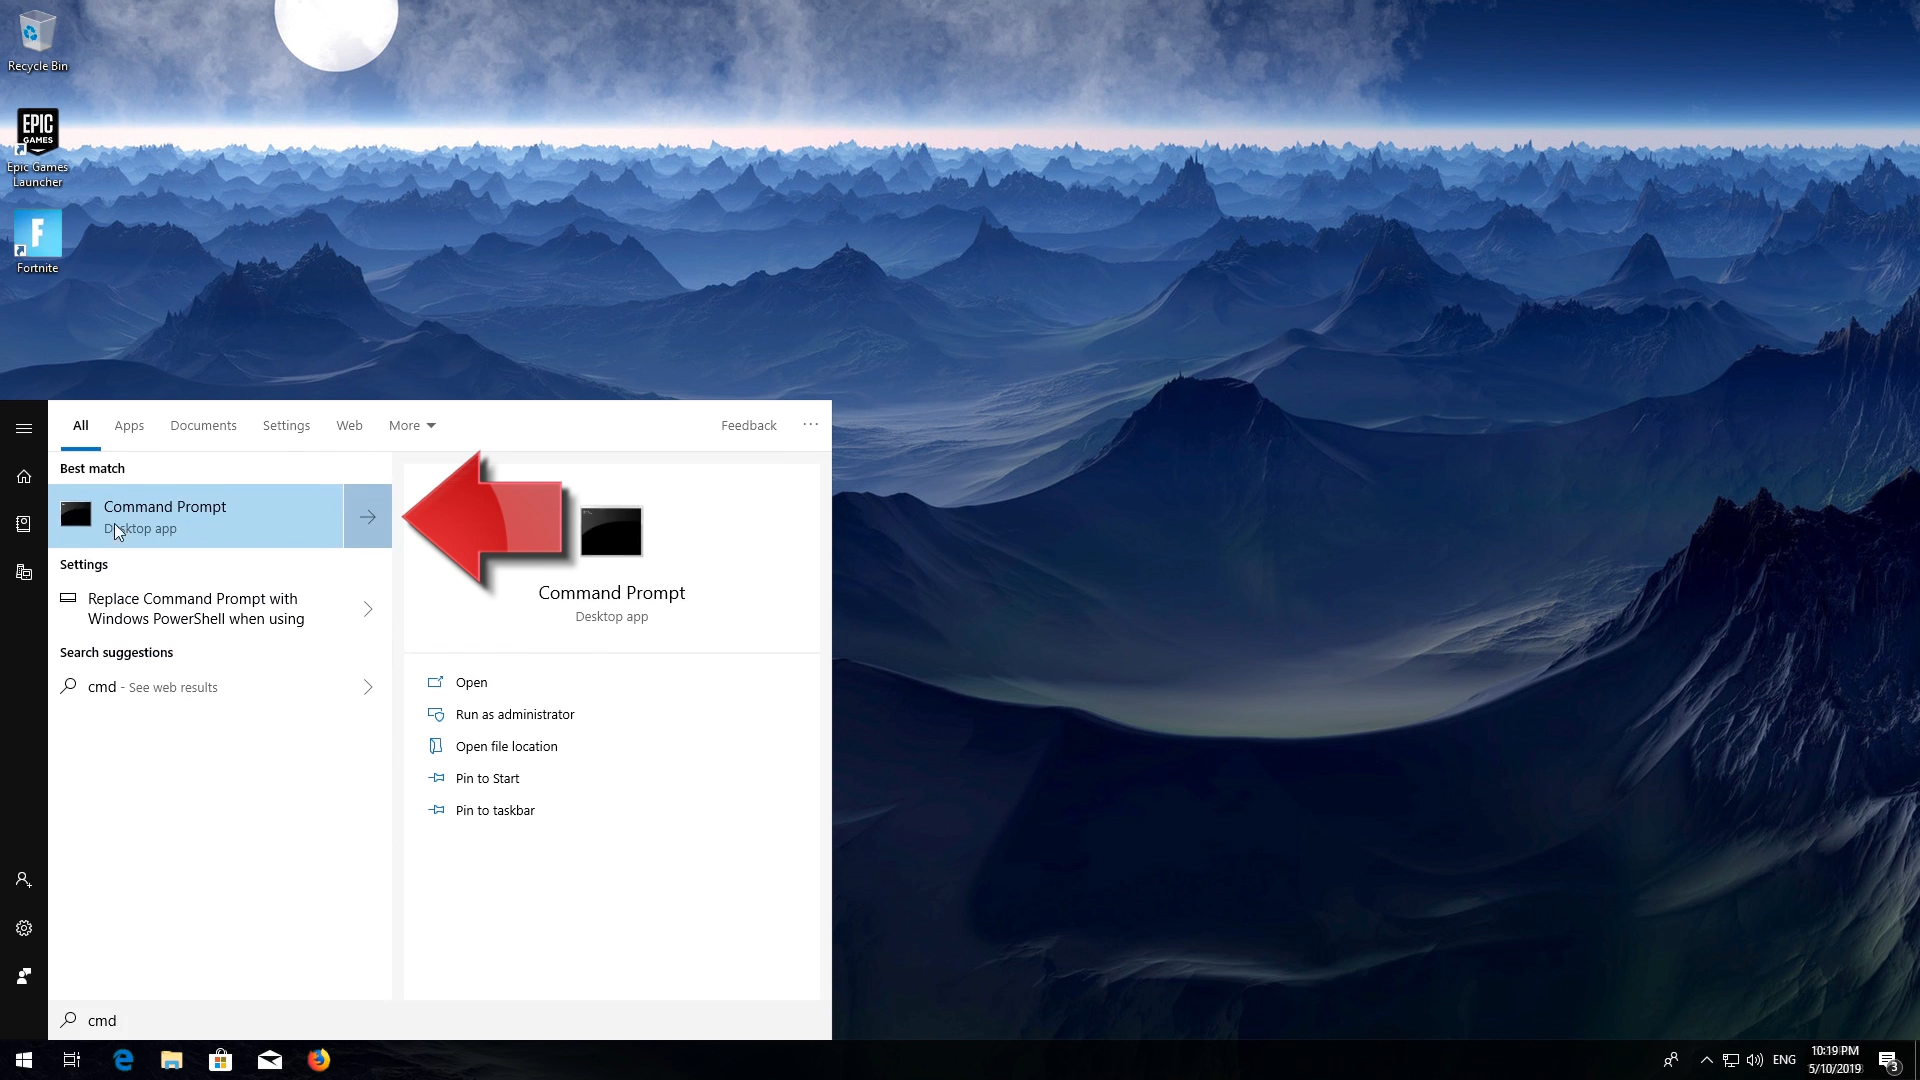 Recycle Bin
EPIC
GAMES
Epic Games
Launcher
F
Fortnite
All Apps Documents Settings Web More Feedback ...
Best match
Command Prompt
Desktop app
Settings
Replace Command Prompt with
Windows PowerShell when using
Search suggestions
cmd - See web results
Command Prompt
Desktop app
Open
Run as administrator
Open file location
Pin to Start
Pin to taskbar
cmd
ENG
10:19 PM
5/10/2019
3